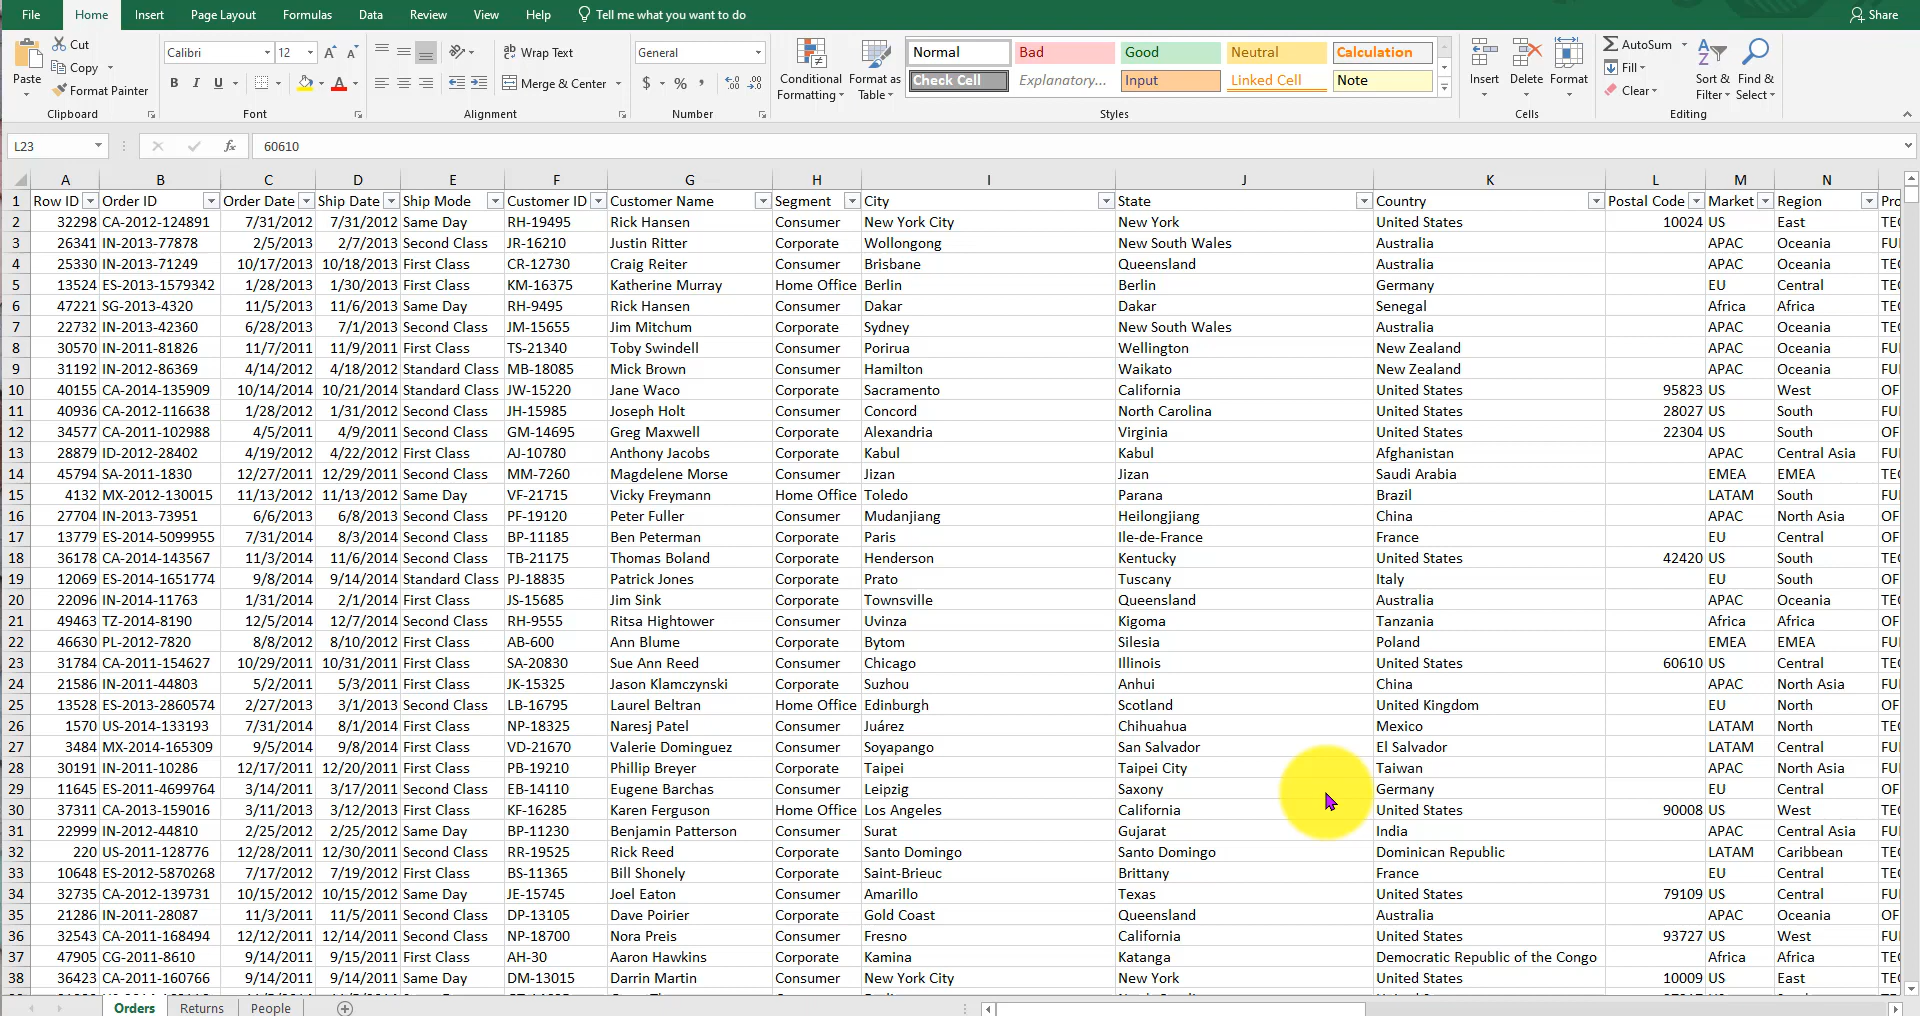 File Home Insert Page Layout Formulas Data Review View Help Tell me what you want to do Share
Cut Calibri 12 Wrap Text General Normal Bad Good Neutral Calculation AutoSum
Paste Copy Conditional Formatting Format as Table Insert Delete Format Fill Sort & Filter Find & Select
Format Painter B I U Merge & Center $ % , Check Cell Explanatory... Input Linked Cell Note Clear
Clipboard Font Alignment Number Styles Cells Editing
L23 fx 60610
A B C D E F G H I J K L M N
1 Row ID Order ID Order Date Ship Date Ship Mode Customer ID Customer Name Segment City State Country Postal Code Market Region Pro
2 32298 CA-2012-124891 7/31/2012 7/31/2012 Same Day RH-19495 Rick Hansen Consumer New York City New York United States 10024 US East
3 26341 IN-2013-77878 2/5/2013 2/7/2013 Second Class JR-16210 Justin Ritter Corporate Wollongong New South Wales Australia APAC Oceania
4 25330 IN-2013-71249 10/17/2013 10/18/2013 First Class CR-12730 Craig Reiter Consumer Brisbane Queensland Australia APAC Oceania
5 13524 ES-2013-1579342 1/28/2013 1/30/2013 First Class KM-16375 Katherine Murray Home Office Berlin Berlin Germany EU Central
6 47221 SG-2013-4320 11/5/2013 11/6/2013 Same Day RH-9495 Rick Hansen Consumer Dakar Dakar Senegal Africa Africa
7 22732 IN-2013-42360 6/28/2013 7/1/2013 Second Class JM-15655 Jim Mitchum Corporate Sydney New South Wales Australia APAC Oceania
8 30570 IN-2011-81826 11/7/2011 11/9/2011 First Class TS-21340 Toby Swindell Consumer Porirua Wellington New Zealand APAC Oceania
9 31192 IN-2012-86369 4/14/2012 4/18/2012 Standard Class MB-18085 Mick Brown Consumer Hamilton Waikato New Zealand APAC Oceania
10 40155 CA-2014-135909 10/14/2014 10/21/2014 Standard Class JW-15220 Jane Waco Corporate Sacramento California United States 95823 US West
11 40936 CA-2012-116638 1/28/2012 1/31/2012 Second Class JH-15985 Joseph Holt Consumer Concord North Carolina United States 28027 US South
12 34577 CA-2011-102988 4/5/2011 4/9/2011 Second Class GM-14695 Greg Maxwell Corporate Alexandria Virginia United States 22304 US South
13 28879 ID-2012-28402 4/19/2012 4/22/2012 First Class AJ-10780 Anthony Jacobs Corporate Kabul Kabul Afghanistan APAC Central Asia
14 45794 SA-2011-1830 12/27/2011 12/29/2011 Second Class MM-7260 Magdelene Morse Consumer Jizan Jizan Saudi Arabia EMEA EMEA
15 4132 MX-2012-130015 11/13/2012 11/13/2012 Same Day VF-21715 Vicky Freymann Home Office Toledo Parana Brazil LATAM South
16 27704 IN-2013-73951 6/6/2013 6/8/2013 Second Class PF-19120 Peter Fuller Consumer Mudanjiang Heilongjiang China APAC North Asia
17 13779 ES-2014-5099955 7/31/2014 8/3/2014 Second Class BP-11185 Ben Peterman Corporate Paris Ile-de-France France EU Central
18 36178 CA-2014-143567 11/3/2014 11/6/2014 Second Class TB-21175 Thomas Boland Corporate Henderson Kentucky United States 42420 US South
19 12069 ES-2014-1651774 9/8/2014 9/14/2014 Standard Class PJ-18835 Patrick Jones Corporate Prato Tuscany Italy EU South
20 22096 IN-2014-11763 1/31/2014 2/1/2014 First Class JS-15685 Jim Sink Corporate Townsville Queensland Australia APAC Oceania
21 49463 TZ-2014-8190 12/5/2014 12/7/2014 Second Class RH-9555 Ritsa Hightower Consumer Uvinza Kigoma Tanzania Africa Africa
22 46630 PL-2012-7820 8/8/2012 8/10/2012 First Class AB-600 Ann Blume Corporate Bytom Silesia Poland EMEA EMEA
23 31784 CA-2011-154627 10/29/2011 10/31/2011 First Class SA-20830 Sue Ann Reed Consumer Chicago Illinois United States 60610 US Central
24 21586 IN-2011-44803 5/2/2011 5/3/2011 First Class JK-15325 Jason Klamczynski Corporate Suzhou Anhui China APAC North Asia
25 13528 ES-2013-2860574 2/27/2013 3/1/2013 Second Class LB-16795 Laurel Beltran Home Office Edinburgh Scotland United Kingdom EU North
26 1570 US-2014-133193 7/31/2014 8/1/2014 First Class NP-18325 Naresj Patel Consumer Juárez Chihuahua Mexico LATAM North
27 3484 MX-2014-165309 9/5/2014 9/8/2014 First Class VD-21670 Valerie Dominguez Consumer Soyapango San Salvador El Salvador LATAM Central
28 30191 IN-2011-10286 12/17/2011 12/20/2011 First Class PB-19210 Phillip Breyer Corporate Taipei Taipei City Taiwan APAC North Asia
29 11645 ES-2011-4699764 3/14/2011 3/17/2011 Second Class EB-14110 Eugene Barchas Consumer Leipzig Saxony Germany EU Central
30 37311 CA-2013-159016 3/11/2013 3/12/2013 First Class KF-16285 Karen Ferguson Home Office Los Angeles California United States 90008 US West
31 22999 IN-2012-44810 2/25/2012 2/25/2012 Same Day BP-11230 Benjamin Patterson Consumer Surat Gujarat India APAC Central Asia
32 220 US-2011-128776 12/28/2011 12/30/2011 Second Class RR-19525 Rick Reed Corporate Santo Domingo Santo Domingo Dominican Republic LATAM Caribbean
33 10648 ES-2012-5870268 7/17/2012 7/19/2012 First Class BS-11365 Bill Shonely Corporate Saint-Brieuc Brittany France EU Central
34 32735 CA-2012-139731 10/15/2012 10/15/2012 Same Day JE-15745 Joel Eaton Consumer Amarillo Texas United States 79109 US Central
35 21286 IN-2011-28087 11/3/2011 11/5/2011 Second Class DP-13105 Dave Poirier Corporate Gold Coast Queensland Australia APAC Oceania
36 32543 CA-2011-168494 12/12/2011 12/14/2011 Second Class NP-18700 Nora Preis Consumer Fresno California United States 93727 US West
37 47905 CG-2011-8610 9/14/2011 9/15/2011 First Class AH-30 Aaron Hawkins Corporate Kamina Katanga Democratic Republic of the Congo Africa Africa
38 36423 CA-2011-160766 9/14/2011 9/14/2011 Same Day DM-13015 Darrin Martin Consumer New York City New York United States 10009 US East
Orders Returns People